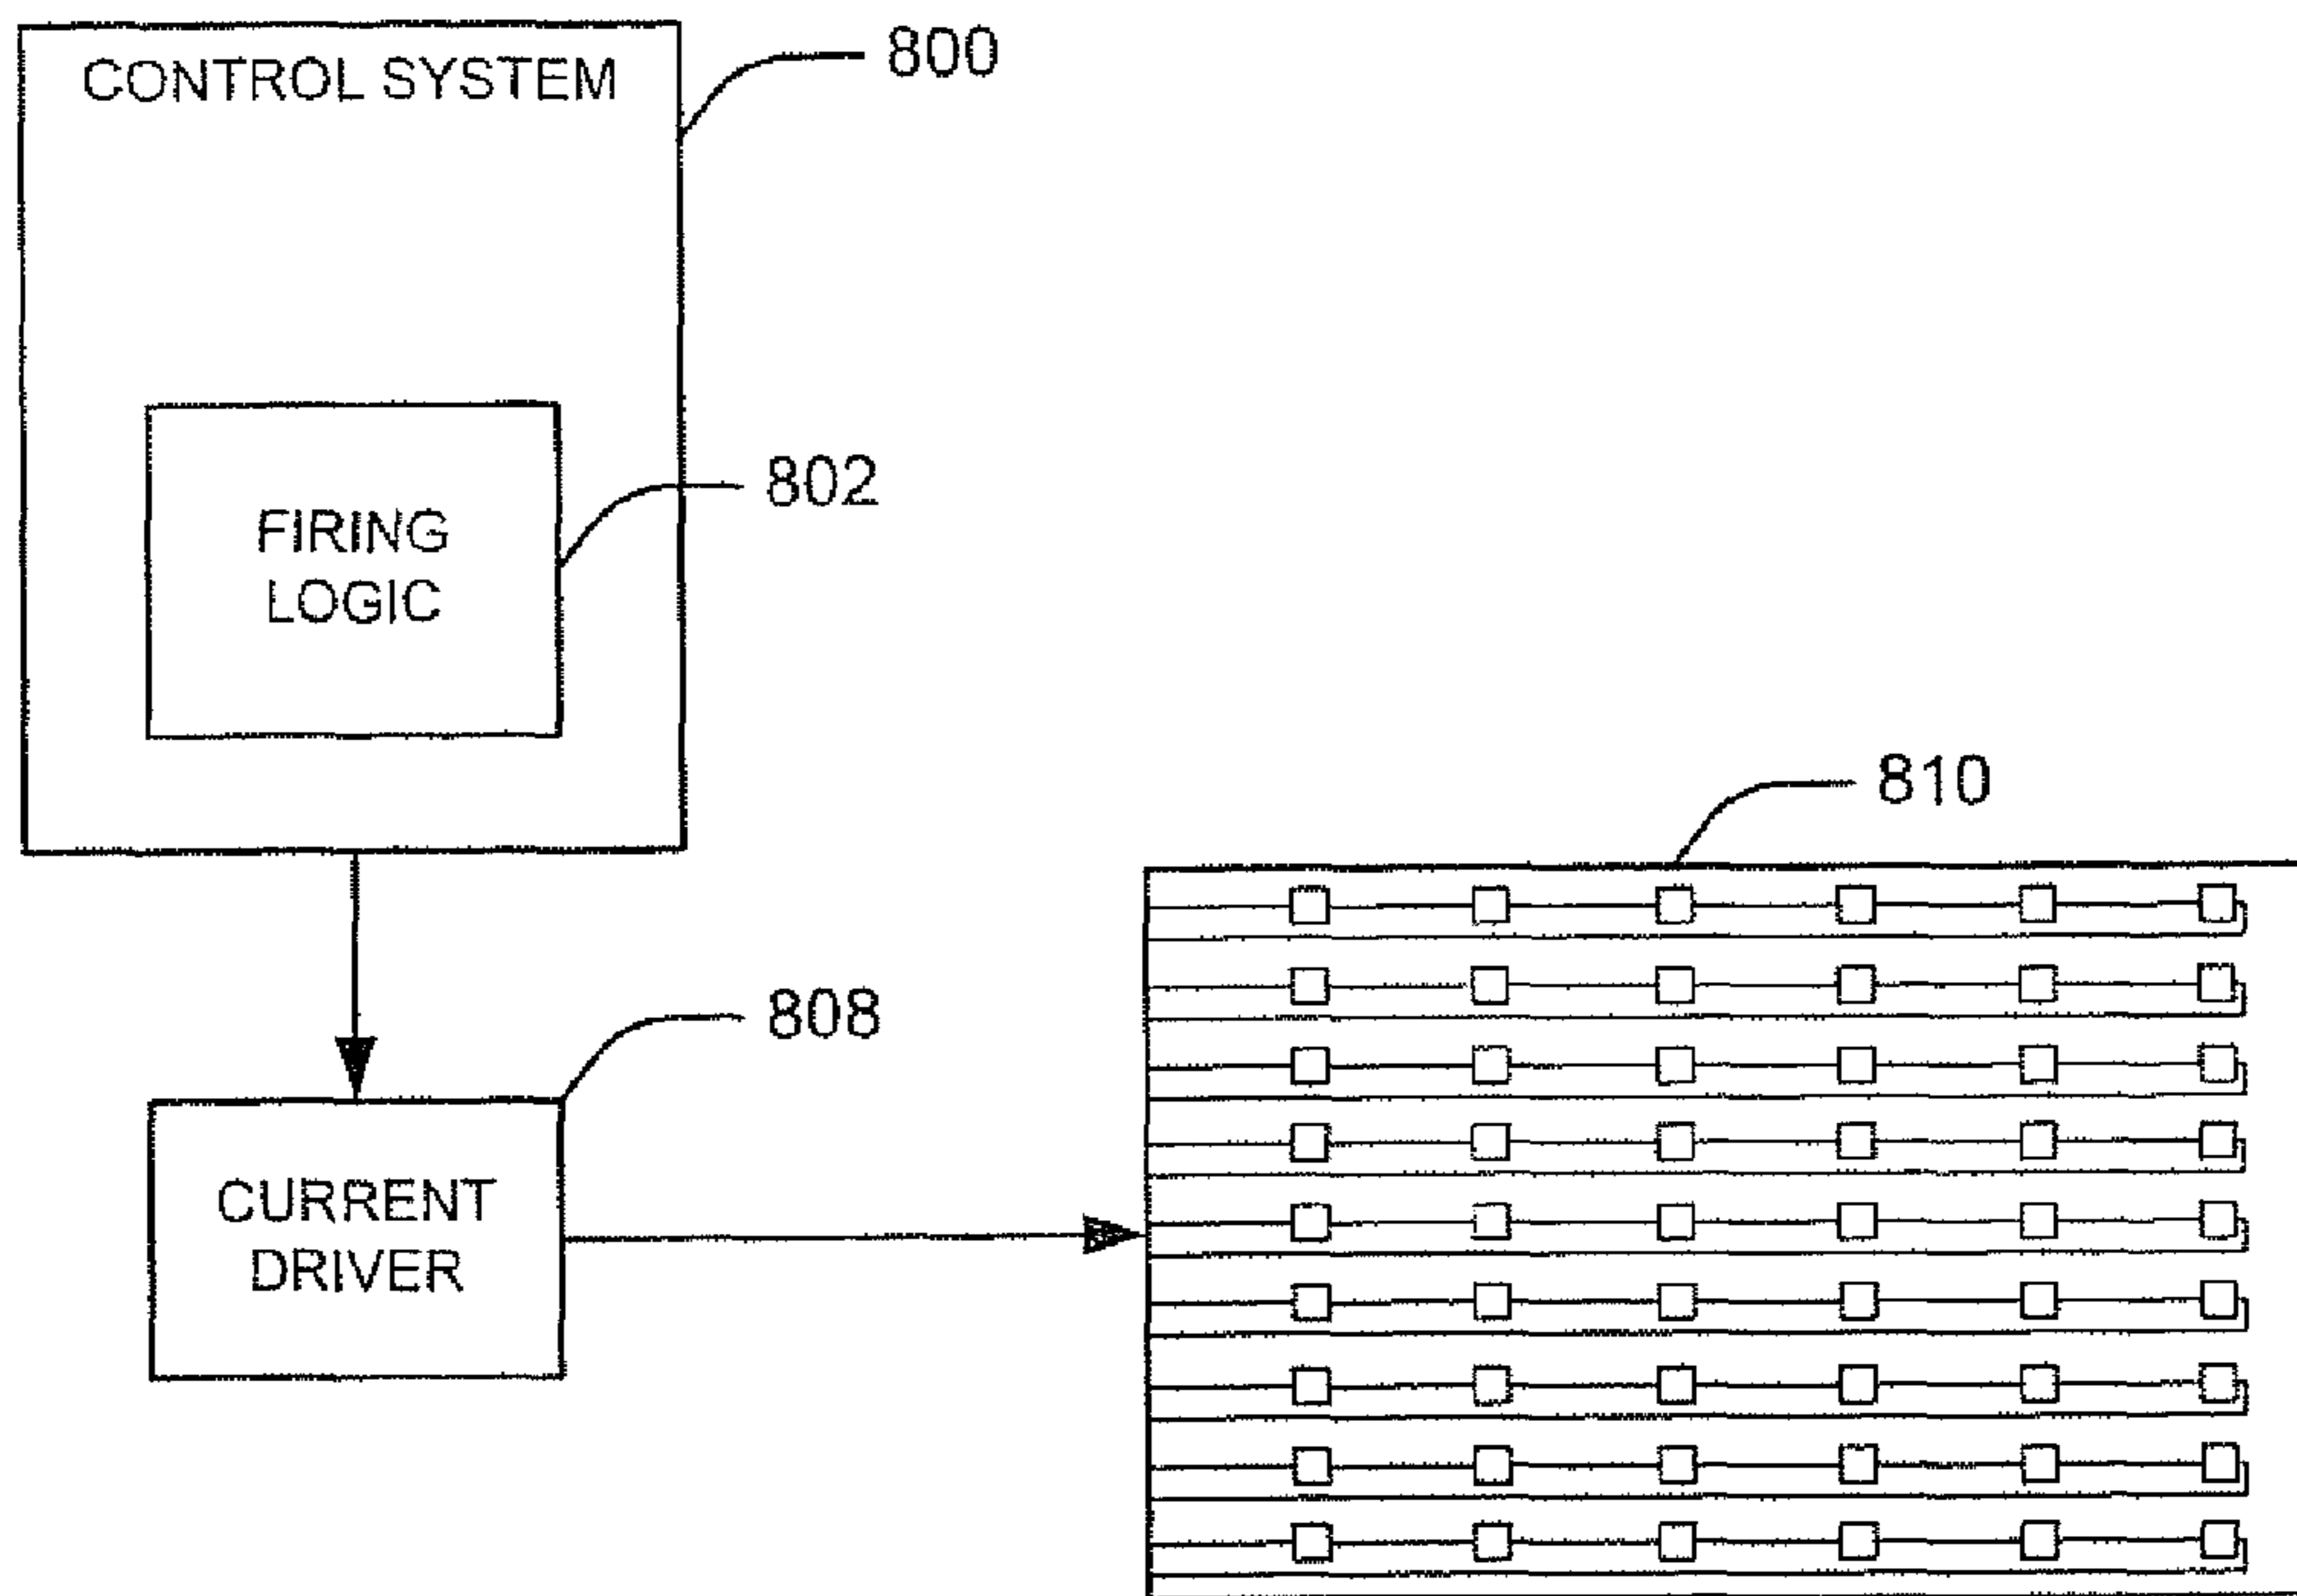 CONTROL SYSTEM
800
FIRING
LOGIC
802
810
808
CURRENT
DRIVER